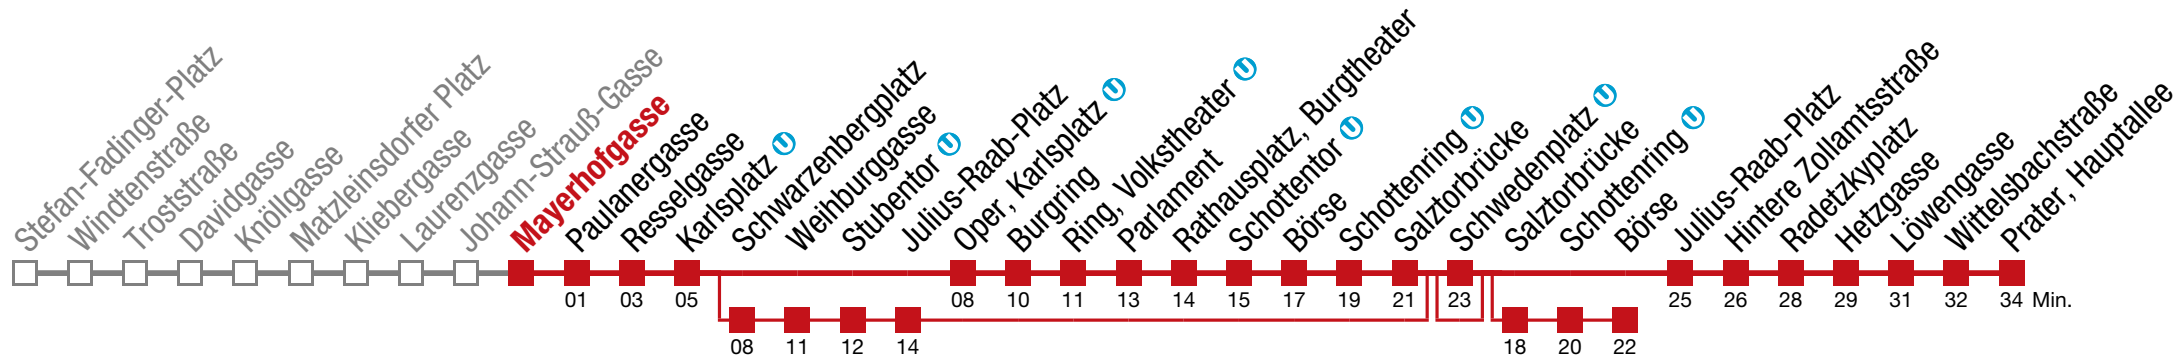 Stefan-Fadinger-Platz
Windtenstraße
Troststraße
Davidgasse
Knöllgasse
Matzleinsdorfer Platz
Kliebergasse
Laurenzgasse
Johann-Strauß-Gasse
Mayerhofgasse
Paulanergasse
Resselgasse
Karlsplatz U
Schwarzenbergplatz
Weihburggasse
Stubentor U
Julius-Raab-Platz
Oper, Karlsplatz U
Burgring
Ring, Volkstheater U
Parlament
Rathausplatz, Burgtheater
Schottentor U
Börse
Schottenring U
Salztorbrücke
Schwedenplatz U
Salztorbrücke
Schottenring U
Börse
Julius-Raab-Platz
Hintere Zollamtsstraße
Radetzkyplatz
Hetzgasse
Löwengasse
Wittelsbachstraße
Prater, Hauptallee
01 03 05 08 10 11 13 14 15 17 19 21 23 25 26 28 29 31 32 34 Min.
08 11 12 14 18 20 22